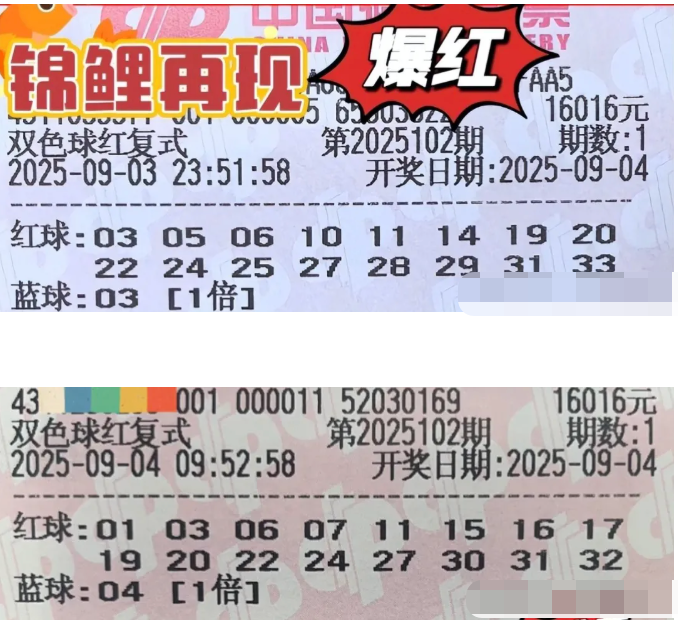 锦鲤再现
爆红
AA5
16016元
双色球红复式 第2025102期 期数:1
2025-09-03 23:51:58 开奖日期:2025-09-04
红球:03 05 06 10 11 14 19 20
22 24 25 27 28 29 31 33
蓝球:03 [1倍]
43 001 000011 52030169 16016元
双色球红复式 第2025102期 期数:1
2025-09-04 09:52:58 开奖日期:2025-09-04
红球:01 03 06 07 11 15 16 17
19 20 22 24 27 30 31 32
蓝球:04 [1倍]